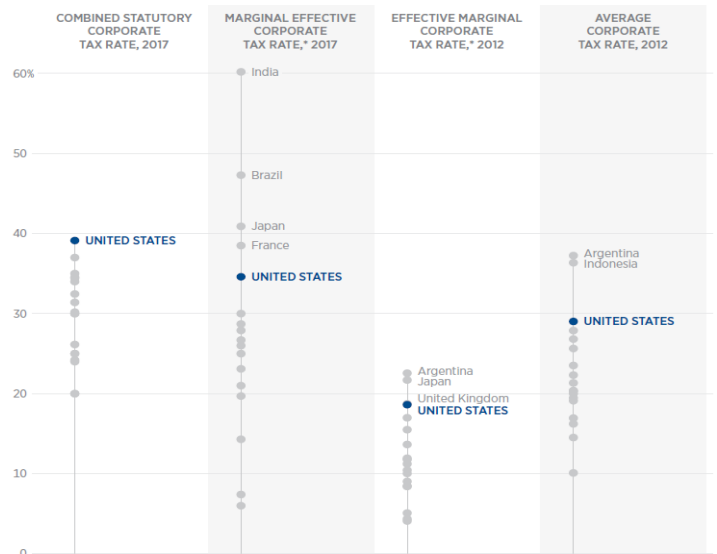 COMBINED STATUTORY
CORPORATE
TAX RATE, 2017
MARGINAL EFFECTIVE
CORPORATE
TAX RATE,* 2017
EFFECTIVE MARGINAL
CORPORATE
TAX RATE,* 2012
AVERAGE
CORPORATE
TAX RATE, 2012
60%
50
40
30
20
10
0
UNITED STATES
India
Brazil
Japan
France
UNITED STATES
Argentina
Japan
United Kingdom
UNITED STATES
Argentina
Indonesia
UNITED STATES